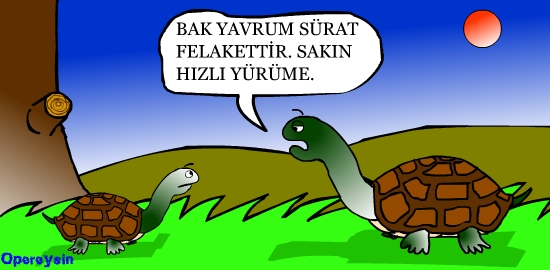 BAK YAVRUM SÜRAT
FELAKETTİR. SAKIN
HIZLI YÜRÜME.
Opereysin